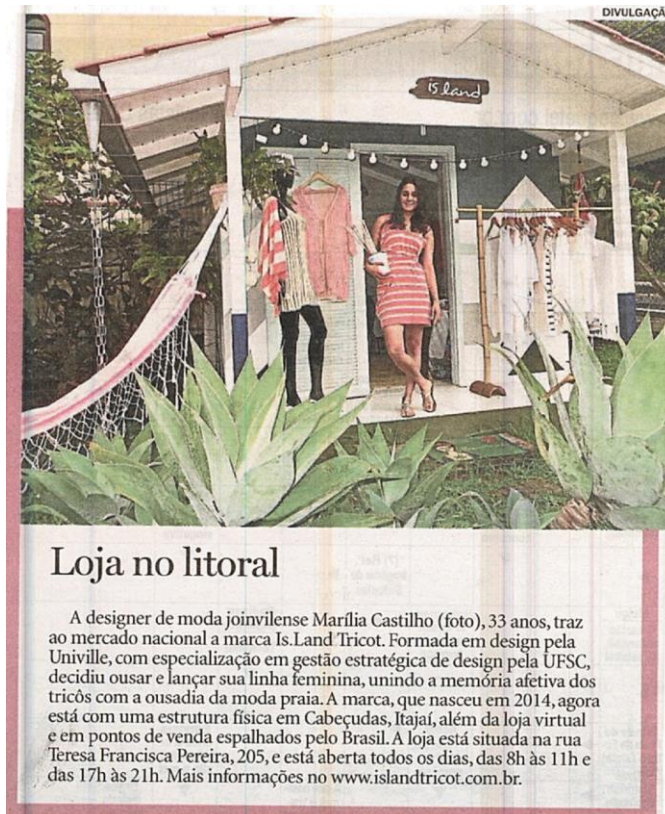 DIVULGAÇÃ
is land
Loja no litoral
A designer de moda joinvilense Marília Castilho (foto), 33 anos, traz
ao mercado nacional a marca Is.Land Tricot. Formada em design pela
Univille, com especialização em gestão estratégica de design pela UFSC,
decidiu ousar e lançar sua linha feminina, unindo a memória afetiva dos
tricôs com a ousadia da moda praia. A marca, que nasceu em 2014, agora
está com uma estrutura física em Cabeçudas, Itajaí, além da loja virtual
e em pontos de venda espalhados pelo Brasil. A loja está situada na rua
Teresa Francisca Pereira, 205, e está aberta todos os dias, das 8h às 11h e
das 17h às 21h. Mais informações no www.islandtricot.com.br.